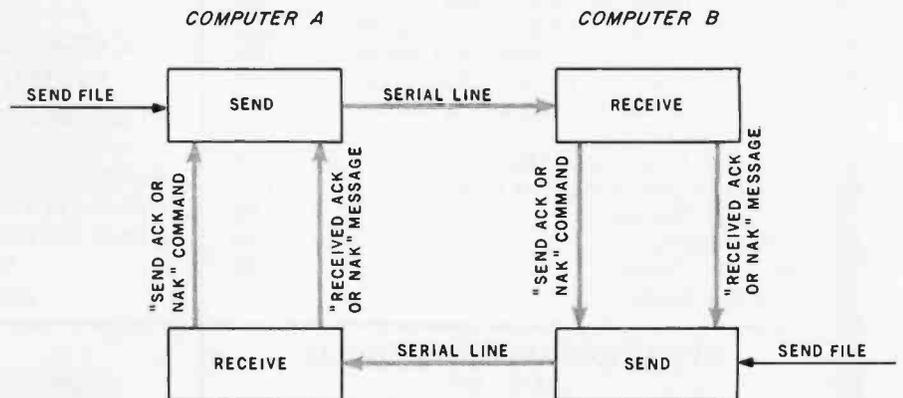 COMPUTER A
COMPUTER B
SEND FILE
SEND
SERIAL LINE
RECEIVE
"SEND ACK OR
NAK" COMMAND
"RECEIVED ACK
OR NAK" MESSAGE
"SEND ACK OR
NAK" COMMAND
"RECEIVED ACK
OR NAK" MESSAGE
RECEIVE
SERIAL LINE
SEND
SEND FILE